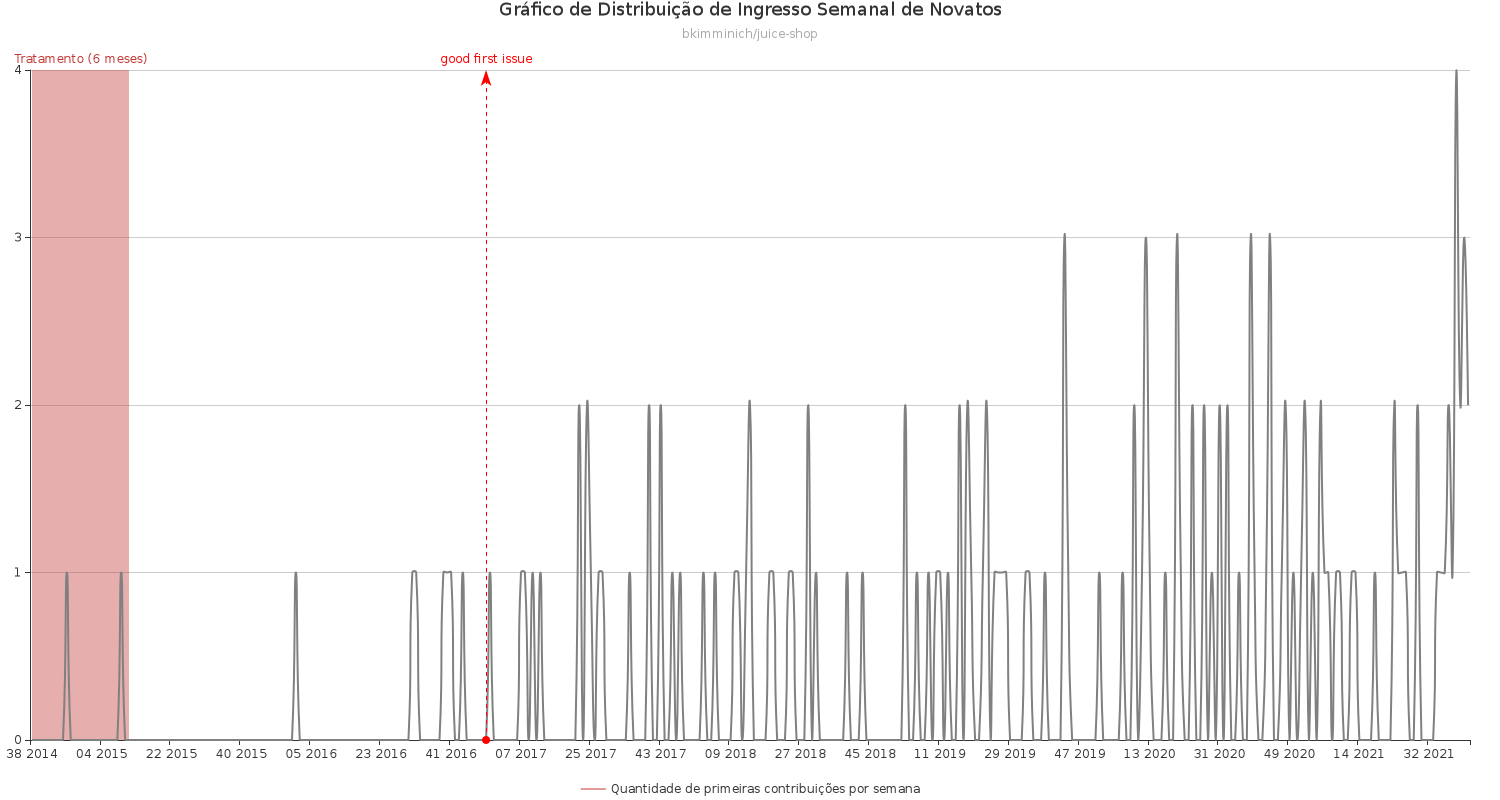 Gráfico de Distribuição de Ingresso Semanal de Novatos
bkimminich/juice-shop
Tratamento (6 meses)
good first issue
4
3
2
1
0
38 2014 04 2015 22 2015 40 2015 05 2016 23 2016 41 2016 07 2017 25 2017 43 2017 09 2018 27 2018 45 2018 11 2019 29 2019 47 2019 13 2020 31 2020 49 2020 14 2021 32 2021
Quantidade de primeiras contribuições por semana